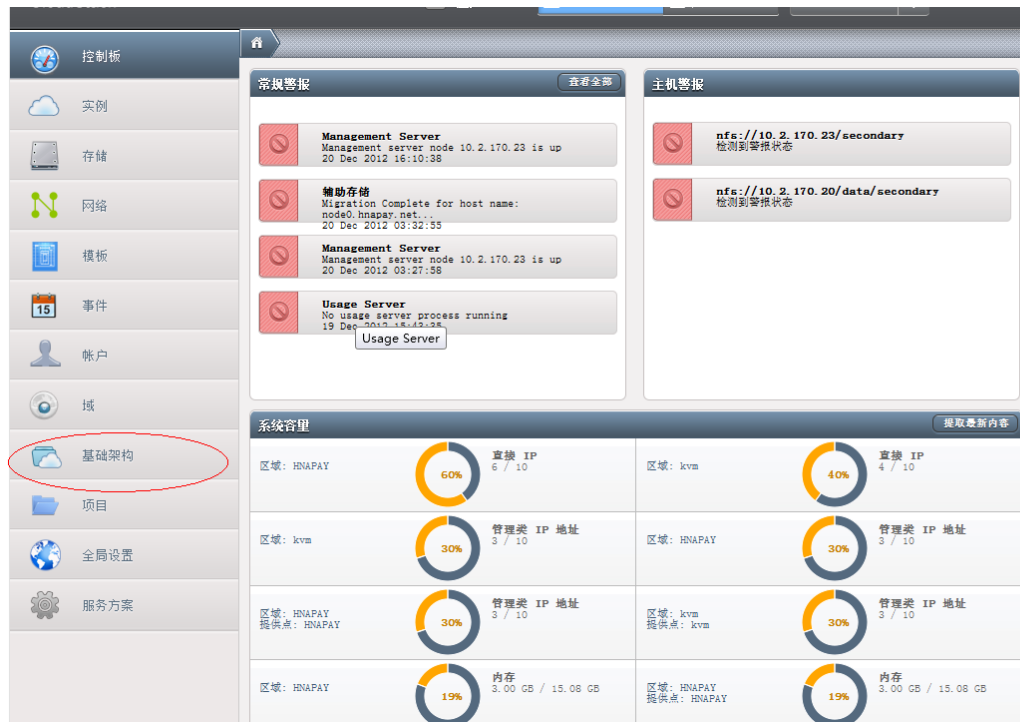 控制板
实例
存储
网络
模板
15
事件
帐户
域
基础架构
项目
全局设置
服务方案
常规警报
查看全部
Management Server
Management server node 10.2.170.23 is up
20 Dec 2012 16:10:38
辅助存储
Migration Complete for host name:
node0.hnapay.net...
20 Dec 2012 03:32:55
Management Server
Management server node 10.2.170.23 is up
20 Dec 2012 03:27:58
Usage Server
No usage server process running
19 Dec 2012 15:43:35
Usage Server
主机警报
nfs://10.2.170.23/secondary
检测到警报状态
nfs://10.2.170.20/data/secondary
检测到警报状态
系统容里
提取最新内容
区域: HNAPAY
60%
直接 IP
6 / 10
区域: kvm
40%
直接 IP
4 / 10
区域: kvm
30%
管理类 IP 地址
3 / 10
区域: HNAPAY
30%
管理类 IP 地址
3 / 10
区域: HNAPAY
提供点: HNAPAY
30%
管理类 IP 地址
3 / 10
区域: kvm
提供点: kvm
30%
管理类 IP 地址
3 / 10
区域: HNAPAY
19%
内存
3.00 GB / 15.08 GB
区域: HNAPAY
提供点: HNAPAY
19%
内存
3.00 GB / 15.08 GB